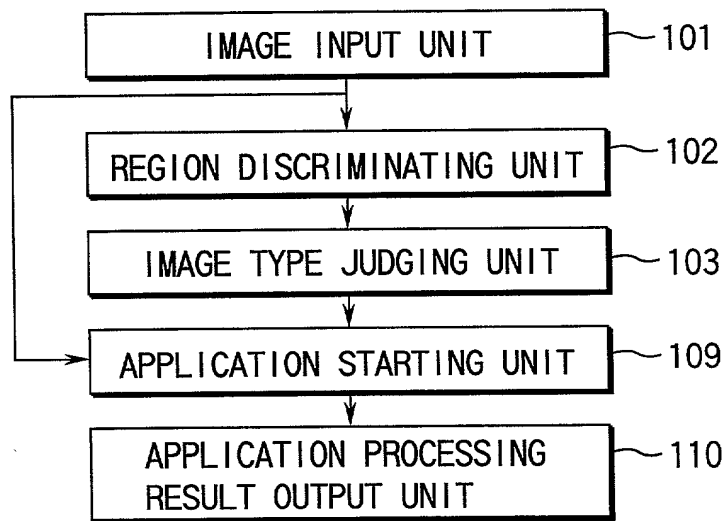 IMAGE INPUT UNIT 101
REGION DISCRIMINATING UNIT 102
IMAGE TYPE JUDGING UNIT 103
APPLICATION STARTING UNIT 109
APPLICATION PROCESSING 110
RESULT OUTPUT UNIT